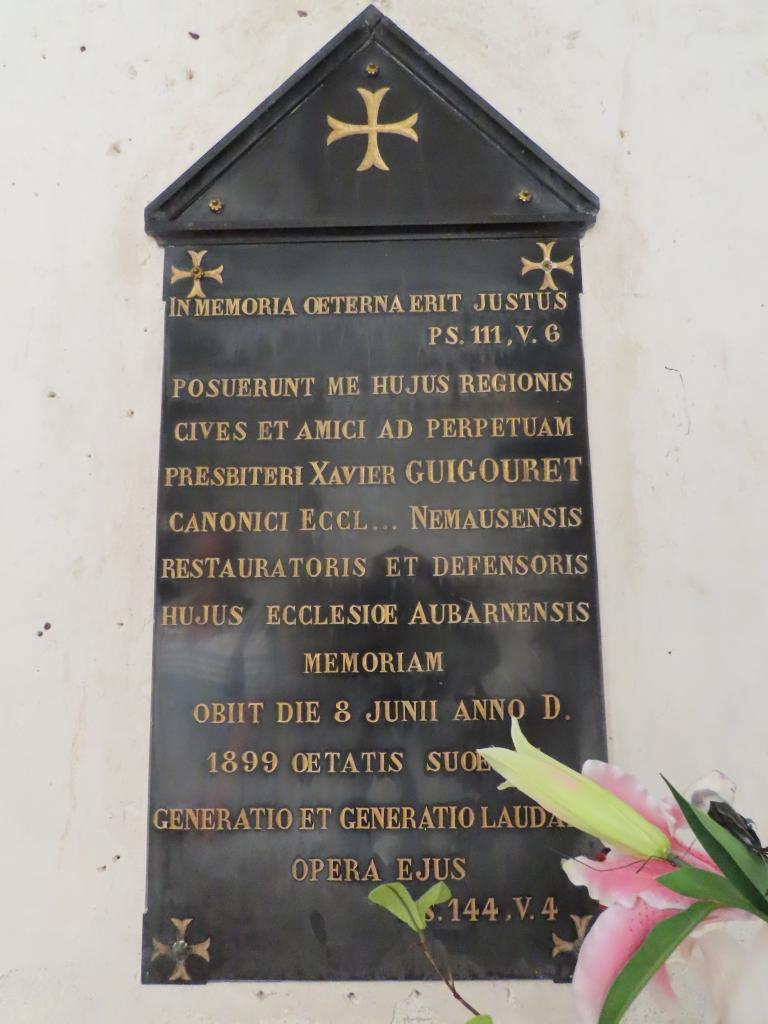 IN MEMORIA OETERNA ERIT JUSTUS
PS. 111, V. 6
POSUERUNT ME HUJUS REGIONIS
CIVES ET AMICI AD PERPETUAM
PRESBITERI XAVIER GUIGOURET
CANONICI ECCL... NEMAUSENSIS
RESTAURATORIS ET DEFENSORIS
HUJUS ECCLESIOE AUBARNENSIS
MEMORIAM
OBIIT DIE 8 JUNII ANNO D.
1899 OETATIS SUOE
GENERATIO ET GENERATIO
OPERA EJUS
144, V. 4